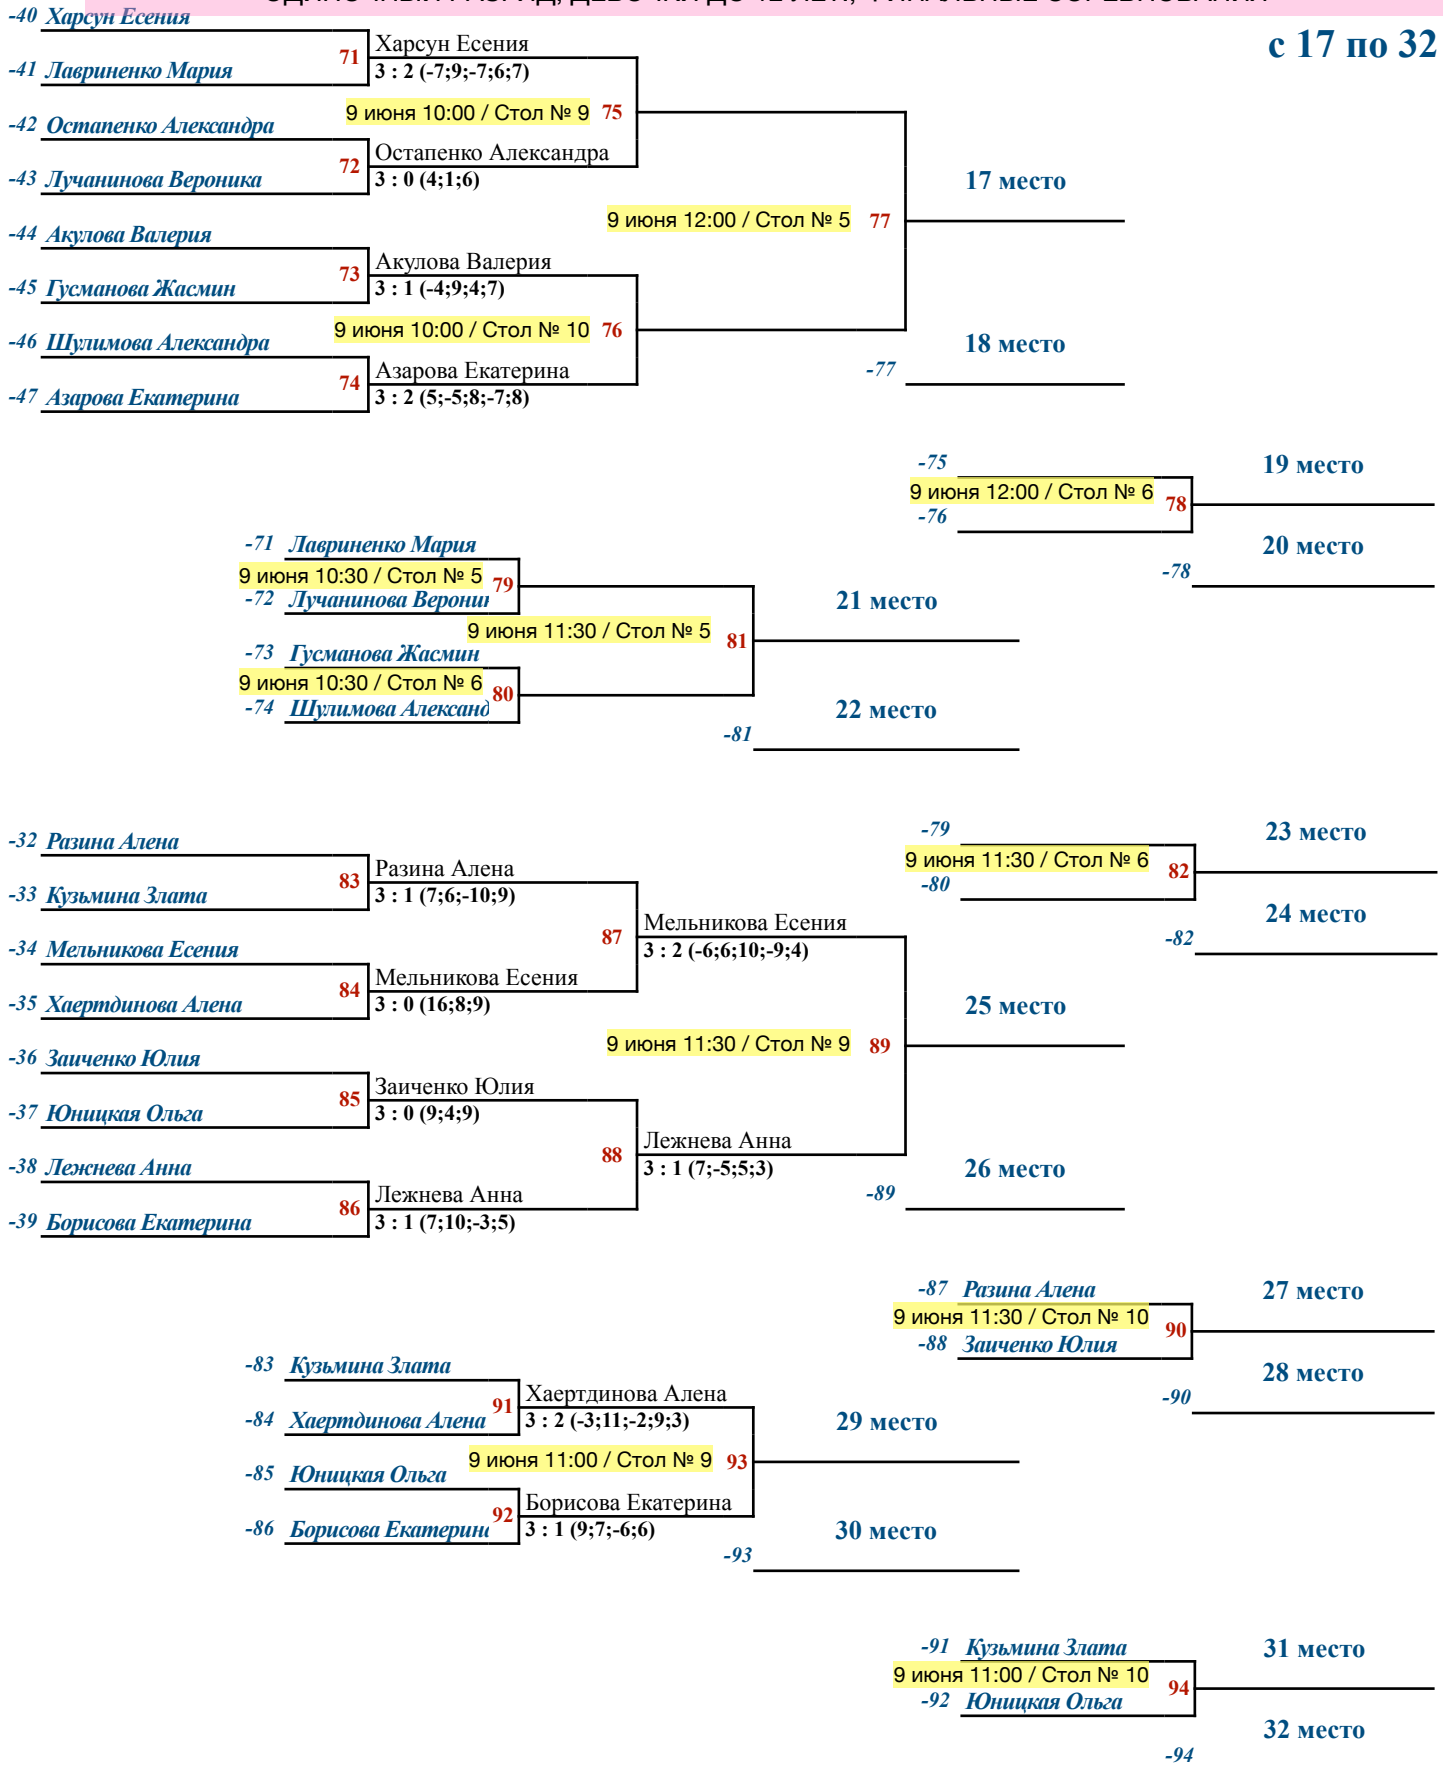 -40 Харсун Есения
с 17 по 32
71 Харсун Есения
-41 Лавриненко Мария
3 : 2 (-7;9;-7;6;7)
9 июня 10:00 / Стол № 9 75
-42 Остапенко Александра
72 Остапенко Александра
-43 Лучанинова Вероника
3 : 0 (4;1;6)
17 место
9 июня 12:00 / Стол № 5 77
-44 Акулова Валерия
73 Акулова Валерия
-45 Гусманова Жасмин
3 : 1 (-4;9;4;7)
9 июня 10:00 / Стол № 10 76
-46 Шулимова Александра
18 место
-77
74 Азарова Екатерина
-47 Азарова Екатерина
3 : 2 (5;-5;8;-7;8)
-75
19 место
9 июня 12:00 / Стол № 6 78
-76
20 место
-78
-71 Лавриненко Мария
9 июня 10:30 / Стол № 5 79
-72 Лучанинова Верони
21 место
9 июня 11:30 / Стол № 5 81
-73 Гусманова Жасмин
9 июня 10:30 / Стол № 6 80
-74 Шулимова Александ
22 место
-81
-32 Разина Алена
-79
23 место
83 Разина Алена
9 июня 11:30 / Стол № 6 82
-33 Кузьмина Злата
3 : 1 (7;6;-10;9)
-80
24 место
87 Мельникова Есения
-82
-34 Мельникова Есения
3 : 2 (-6;6;10;-9;4)
84 Мельникова Есения
-35 Хаертдинова Алена
3 : 0 (16;8;9)
25 место
9 июня 11:30 / Стол № 9 89
-36 Заиченко Юлия
85 Заиченко Юлия
-37 Юницкая Ольга
3 : 0 (9;4;9)
88 Лежнева Анна
-38 Лежнева Анна
3 : 1 (7;-5;5;3)
26 место
-89
86 Лежнева Анна
-39 Борисова Екатерина
3 : 1 (7;10;-3;5)
-87 Разина Алена
27 место
9 июня 11:30 / Стол № 10 90
-88 Заиченко Юлия
28 место
-90
-83 Кузьмина Злата
91 Хаертдинова Алена
-84 Хаертдинова Алена
3 : 2 (-3;11;-2;9;3)
29 место
9 июня 11:00 / Стол № 9 93
-85 Юницкая Ольга
92 Борисова Екатерина
-86 Борисова Екатерин
3 : 1 (9;7;-6;6)
30 место
-93
-91 Кузьмина Злата
31 место
9 июня 11:00 / Стол № 10 94
-92 Юницкая Ольга
32 место
-94